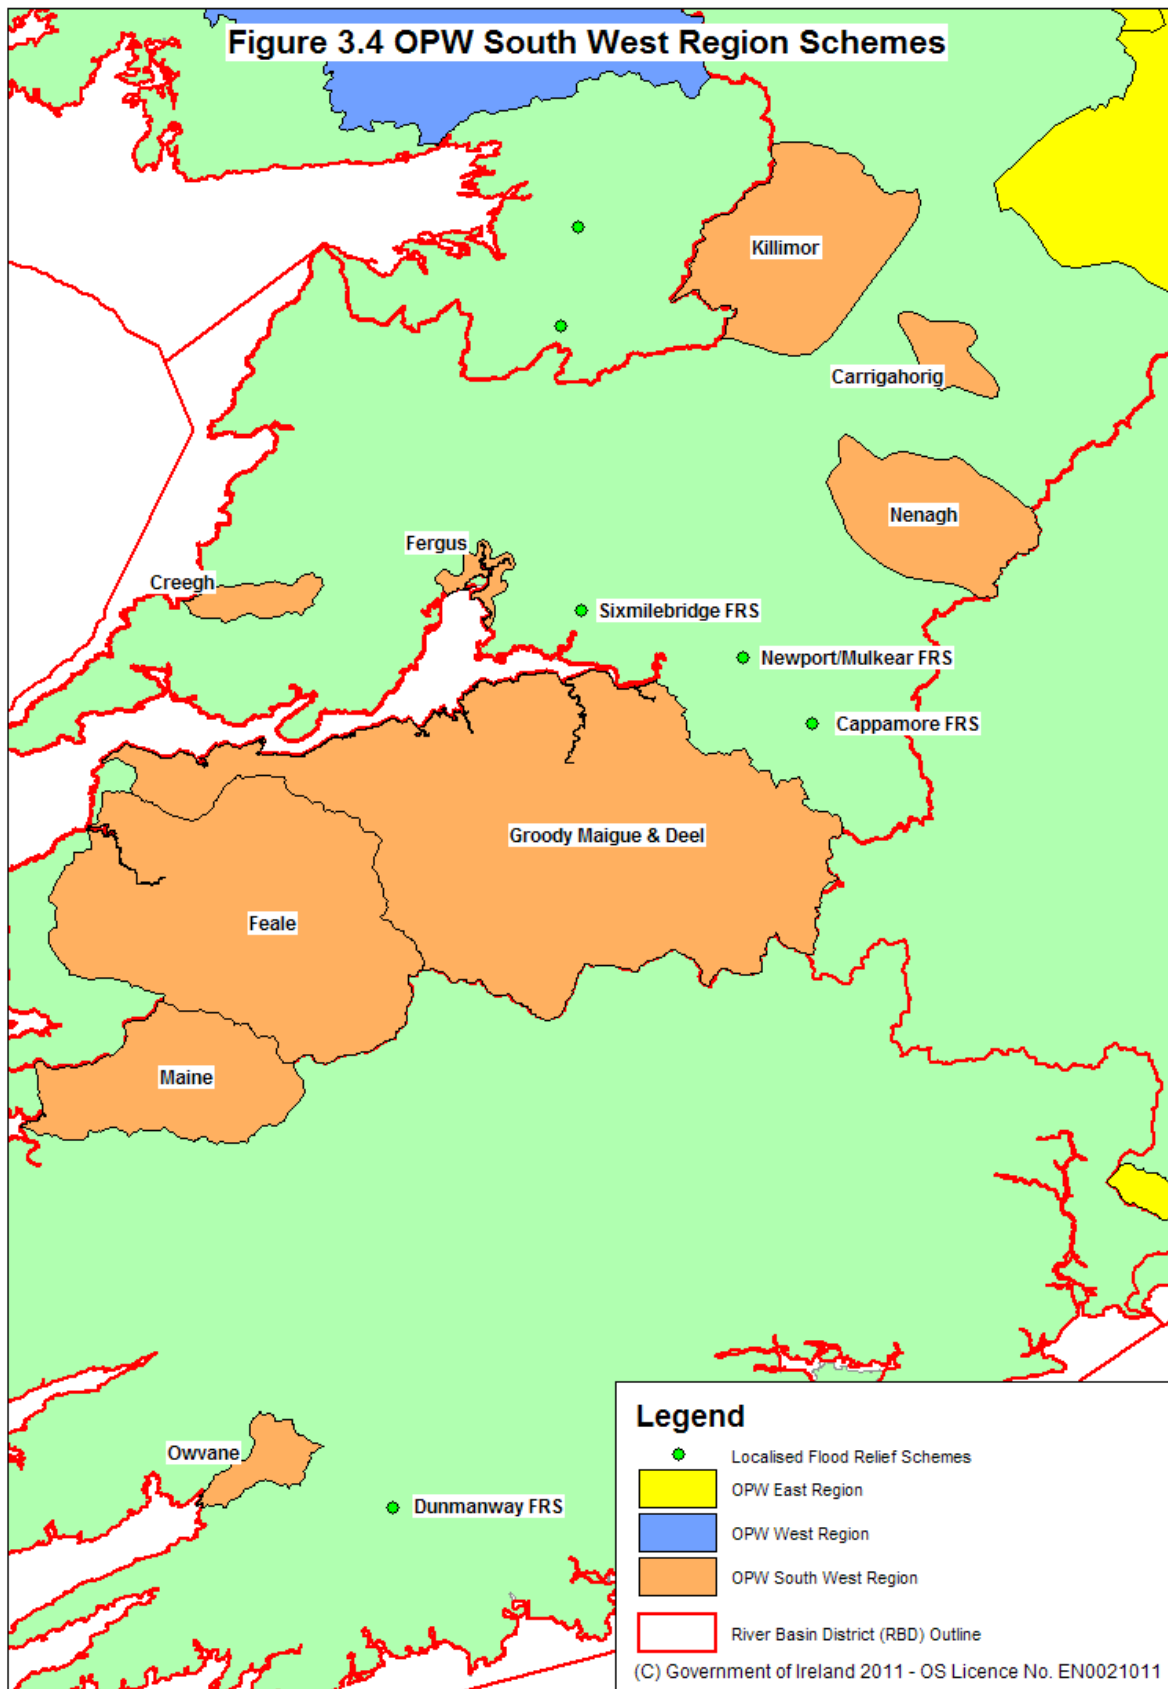 Figure 3.4 OPW South West Region Schemes
Killimor
Carrigahorig
Nenagh
Fergus
Creegh
Sixmilebridge FRS
Newport/Mulkear FRS
Cappamore FRS
Groody Maigue & Deel
Feale
Maine
Owvane
Dunmanway FRS
Legend
Localised Flood Relief Schemes
OPW East Region
OPW West Region
OPW South West Region
River Basin District (RBD) Outline
(C) Government of Ireland 2011 - OS Licence No. EN0021011